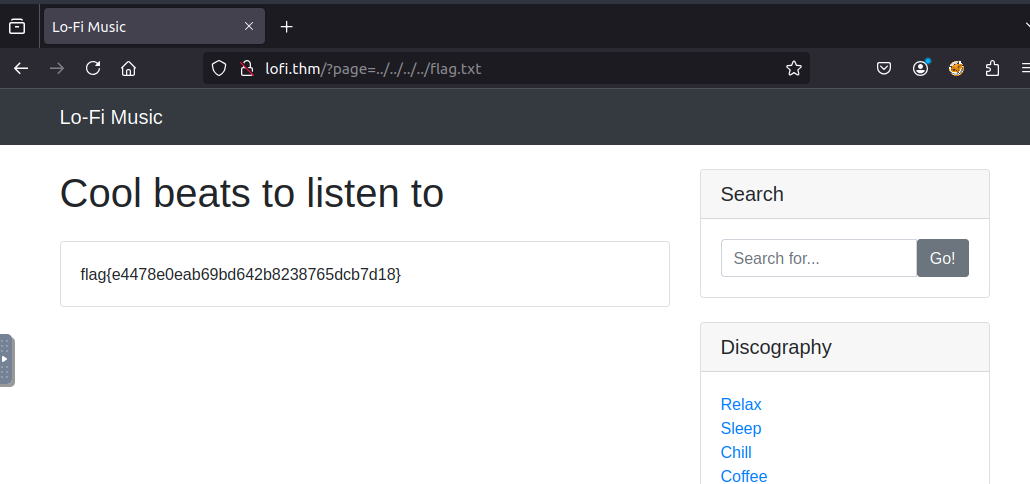 Lo-Fi Music
lofi.thm/?page=../../../../flag.txt
Lo-Fi Music
Cool beats to listen to
flag{e4478e0eab69bd642b8238765dcb7d18}
Search
Search for...
Go!
Discography
Relax
Sleep
Chill
Coffee